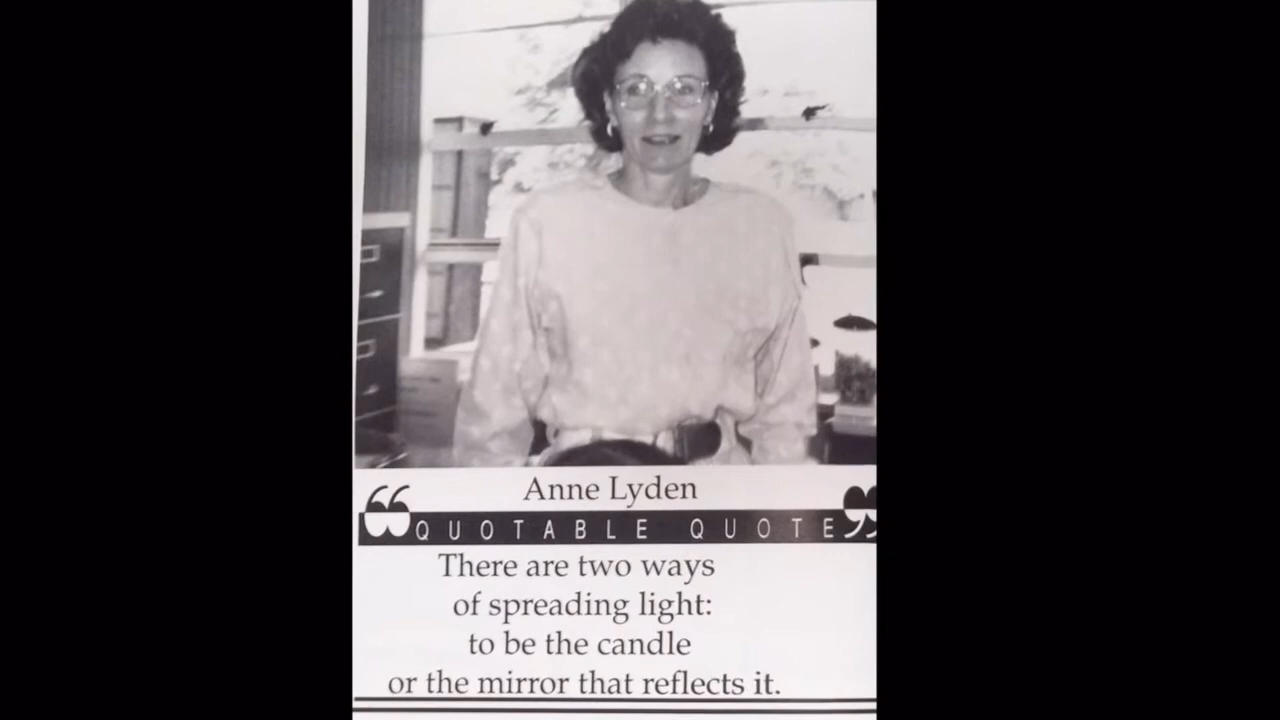 Anne Lyden
“QUOTABLE QUOTE”
There are two ways
of spreading light:
to be the candle
or the mirror that reflects it.